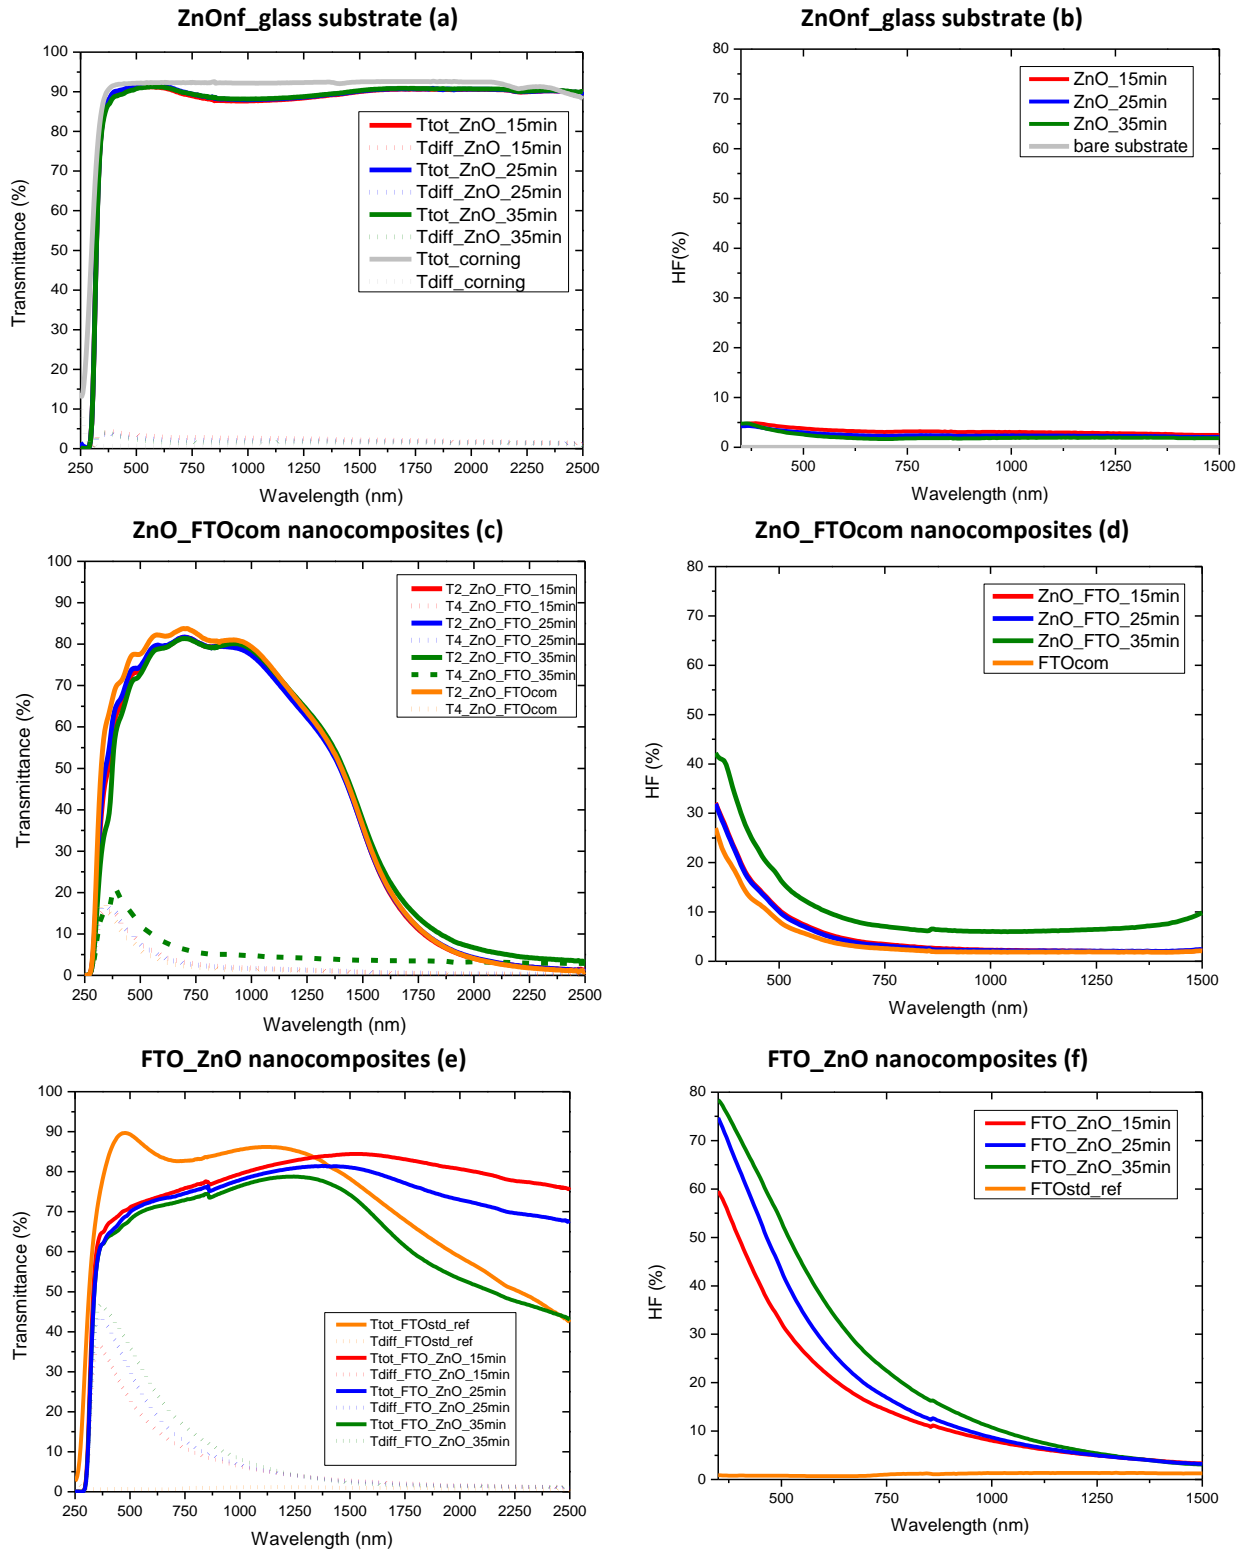 ZnOnf_glass substrate (a)
100
90
80
70
60
50
40
30
20
10
0
250 500 750 1000 1250 1500 1750 2000 2250 2500
Transmittance (%)
Wavelength (nm)
Ttot_ZnO_15min
Tdiff_ZnO_15min
Ttot_ZnO_25min
Tdiff_ZnO_25min
Ttot_ZnO_35min
Tdiff_ZnO_35min
Ttot_corning
Tdiff_corning
ZnOnf_glass substrate (b)
80
70
60
50
40
30
20
10
0
500 750 1000 1250 1500
HF(%)
Wavelength (nm)
ZnO_15min
ZnO_25min
ZnO_35min
bare substrate
ZnO_FTOcom nanocomposites (c)
100
90
80
70
60
50
40
30
20
10
0
250 500 750 1000 1250 1500 1750 2000 2250 2500
Transmittance (%)
Wavelength (nm)
T2_ZnO_FTO_15min
T4_ZnO_FTO_15min
T2_ZnO_FTO_25min
T4_ZnO_FTO_25min
T2_ZnO_FTO_35min
T4_ZnO_FTO_35min
T2_ZnO_FTOcom
T4_ZnO_FTOcom
ZnO_FTOcom nanocomposites (d)
80
70
60
50
40
30
20
10
0
500 750 1000 1250 1500
HF (%)
Wavelength (nm)
ZnO_FTO_15min
ZnO_FTO_25min
ZnO_FTO_35min
FTOcom
FTO_ZnO nanocomposites (e)
100
90
80
70
60
50
40
30
20
10
0
250 500 750 1000 1250 1500 1750 2000 2250 2500
Transmittance (%)
Wavelength (nm)
Ttot_FTOstd_ref
Tdiff_FTOstd_ref
Ttot_FTO_ZnO_15min
Tdiff_FTO_ZnO_15min
Ttot_FTO_ZnO_25min
Tdiff_FTO_ZnO_25min
Ttot_FTO_ZnO_35min
Tdiff_FTO_ZnO_35min
FTO_ZnO nanocomposites (f)
80
70
60
50
40
30
20
10
0
500 750 1000 1250 1500
HF (%)
Wavelength (nm)
FTO_ZnO_15min
FTO_ZnO_25min
FTO_ZnO_35min
FTOstd_ref